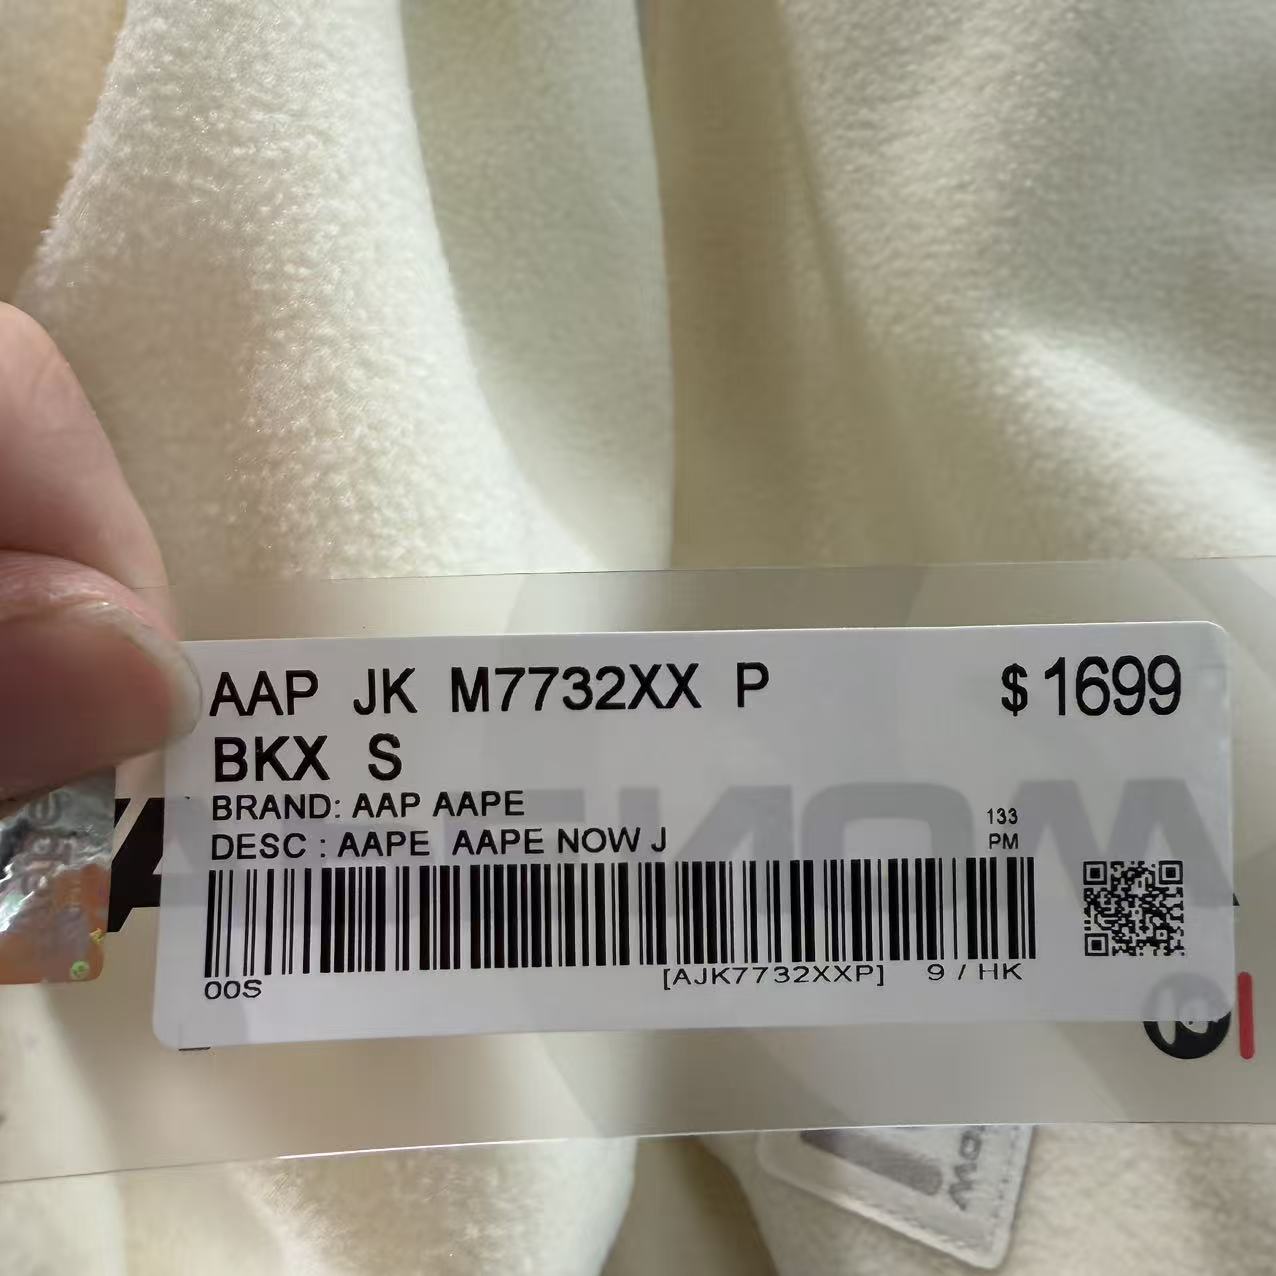 AAP JK M7732XX P $1699
BKX S
BRAND: AAP AAPE
DESC : AAPE AAPE NOW J
133
PM
00S [AJK7732XXP] 9 / HK